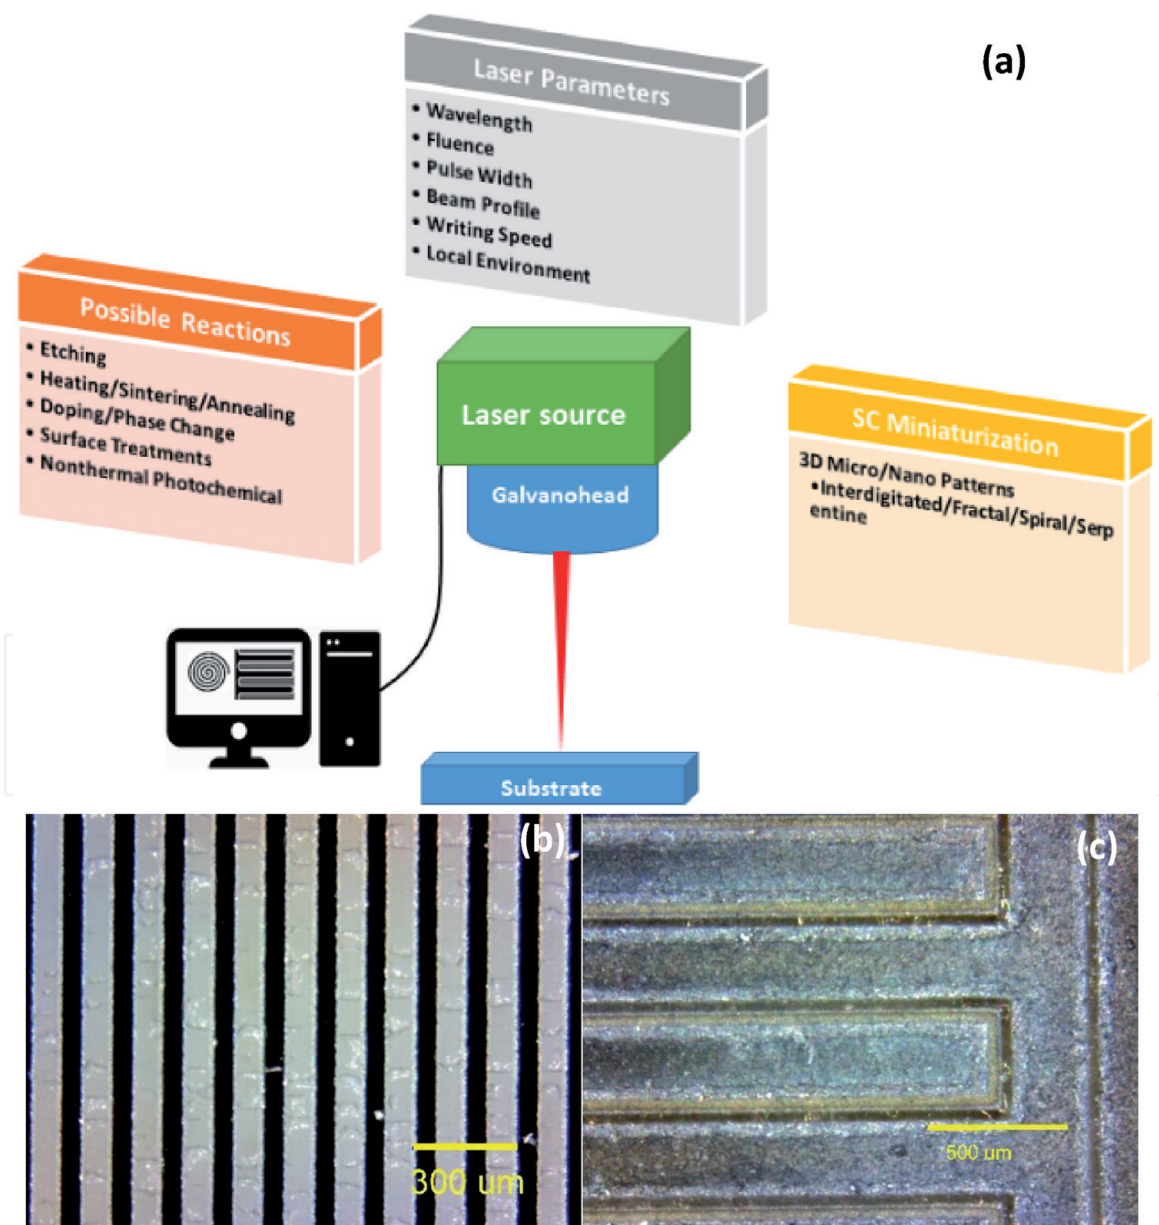 (a)
Laser Parameters
• Wavelength
• Fluence
• Pulse Width
• Beam Profile
• Writing Speed
• Local Environment
Possible Reactions
• Etching
• Heating/Sintering/Annealing
• Doping/Phase Change
• Surface Treatments
• Nonthermal Photochemical
Laser source
Galvanohead
SC Miniaturization
3D Micro/Nano Patterns
•Interdigitated/Fractal/Spiral/Serp
entine
Substrate
(b)
300 um
(c)
500 um